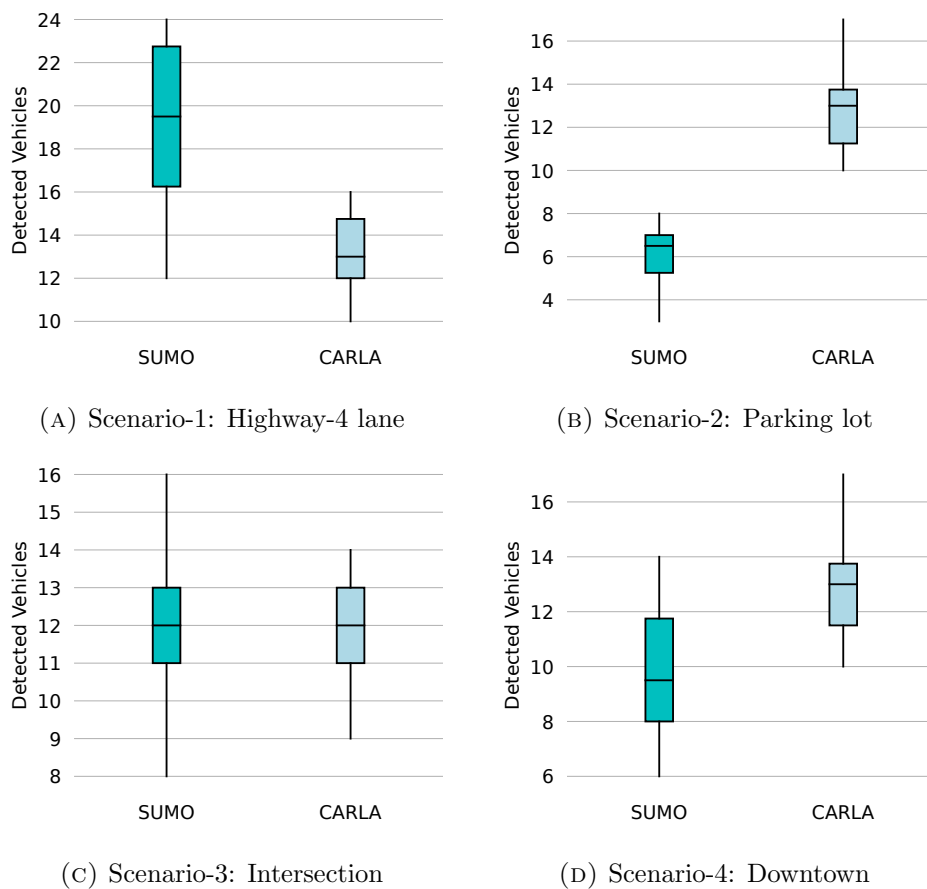 24
22
20
18
16
14
12
10
Detected Vehicles
SUMO CARLA
(A) Scenario-1: Highway-4 lane
16
14
12
10
8
6
4
Detected Vehicles
SUMO CARLA
(B) Scenario-2: Parking lot
16
15
14
13
12
11
10
9
8
Detected Vehicles
SUMO CARLA
(C) Scenario-3: Intersection
16
14
12
10
8
6
Detected Vehicles
SUMO CARLA
(D) Scenario-4: Downtown